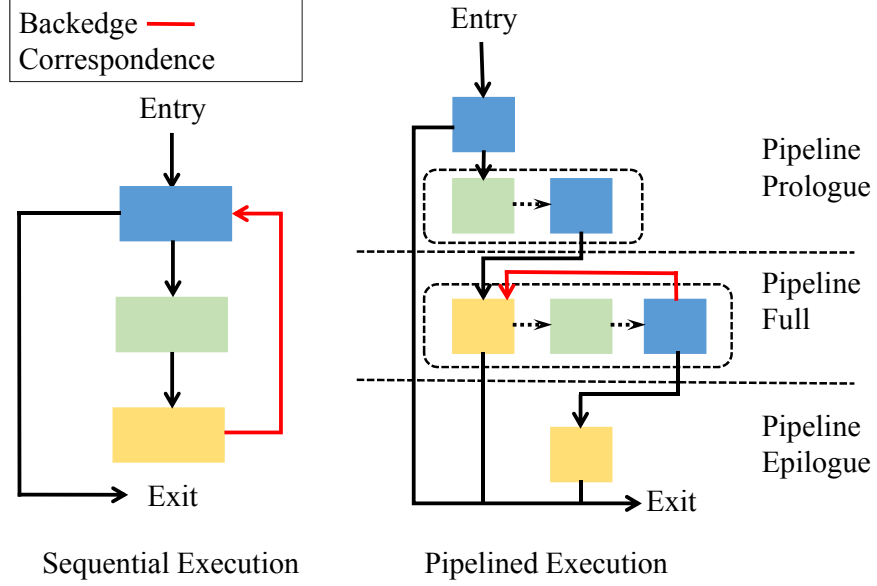 Backedge
Correspondence
Entry
Exit
Sequential Execution
Entry
Pipeline
Prologue
Pipeline
Full
Pipeline
Epilogue
Exit
Pipelined Execution